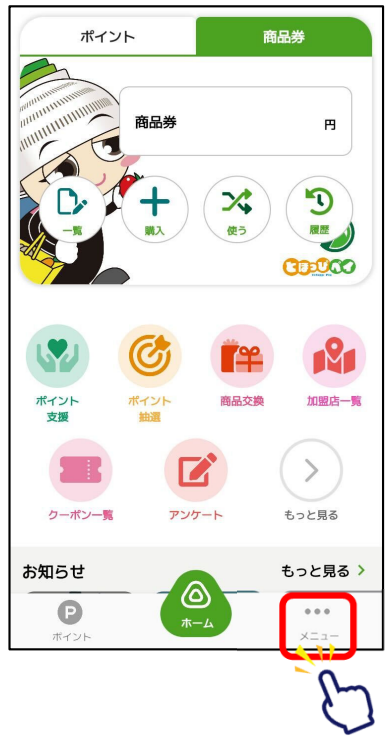 ポイント
商品券
商品券
円
一覧
購入
使う
履歴
とほっぴペイ
ポイント
支援
ポイント
抽選
商品交換
加盟店一覧
クーポン一覧
アンケート
もっと見る
お知らせ
もっと見る
P
ポイント
ホーム
メニュー